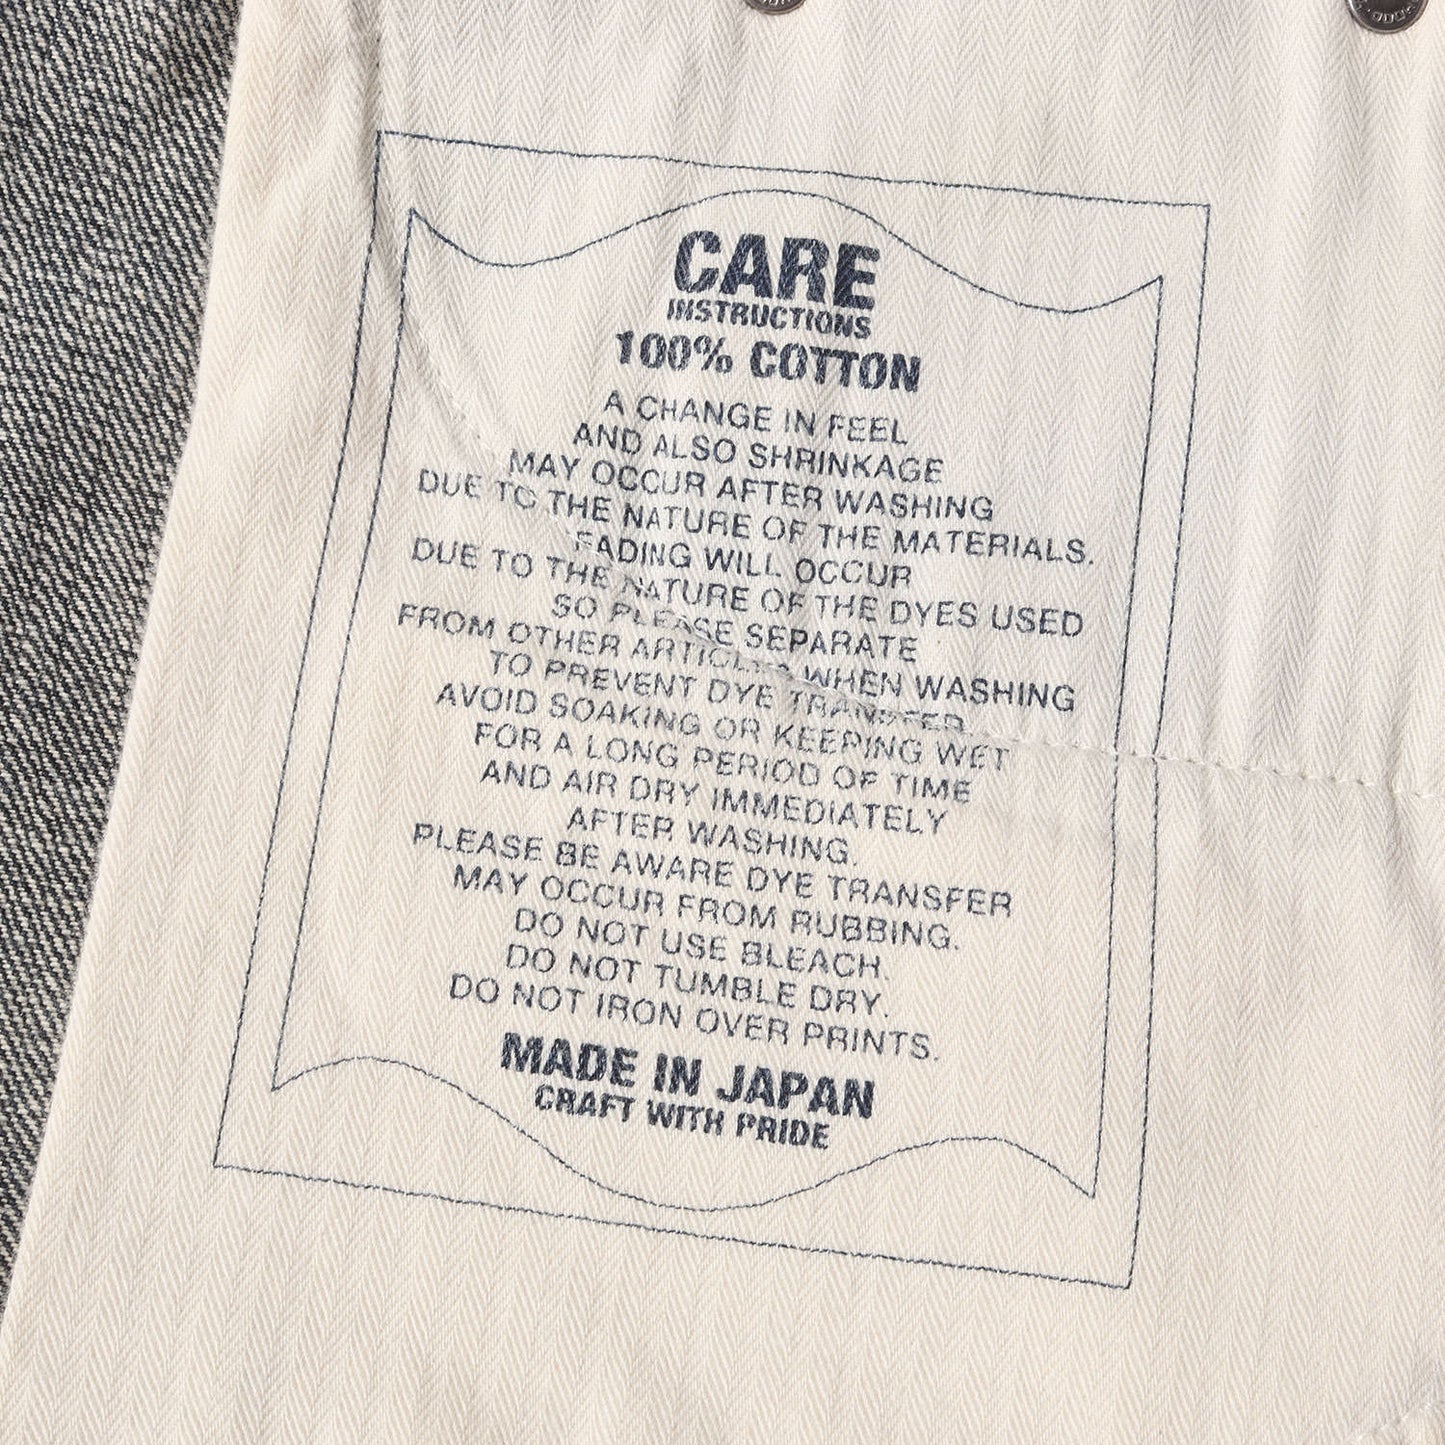 CARE
INSTRUCTIONS
100% COTTON
A CHANGE IN FEEL
AND ALSO SHRINKAGE
MAY OCCUR AFTER WASHING
DUE TO THE NATURE OF THE MATERIALS.
FADING WILL OCCUR
DUE TO THE NATURE OF THE DYES USED
SO PLEASE SEPARATE
FROM OTHER ARTICLES WHEN WASHING
TO PREVENT DYE TRANSFER
AVOID SOAKING OR KEEPING WET
FOR A LONG PERIOD OF TIME
AND AIR DRY IMMEDIATELY
AFTER WASHING.
PLEASE BE AWARE DYE TRANSFER
MAY OCCUR FROM RUBBING.
DO NOT USE BLEACH.
DO NOT TUMBLE DRY.
DO NOT IRON OVER PRINTS.
MADE IN JAPAN
CRAFT WITH PRIDE